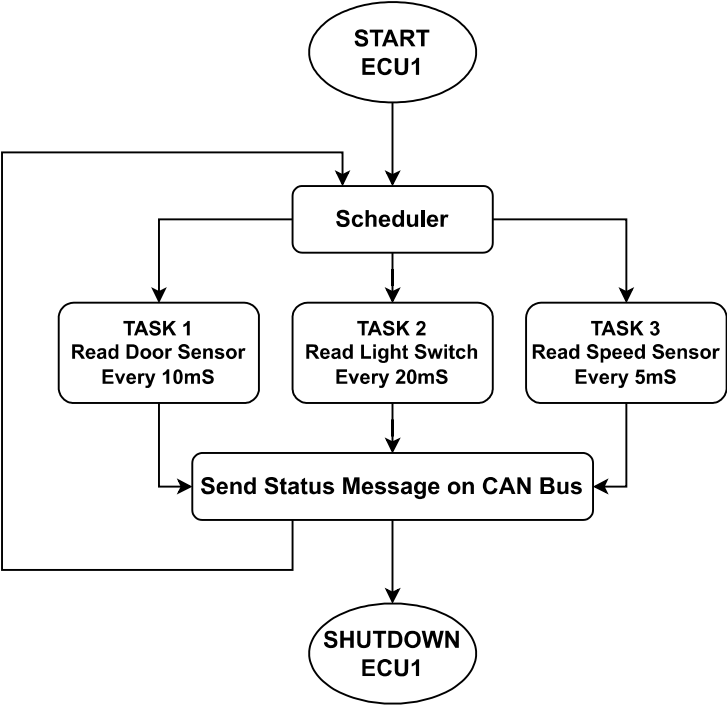 START
ECU1
Scheduler
TASK 1
Read Door Sensor
Every 10mS
TASK 2
Read Light Switch
Every 20mS
TASK 3
Read Speed Sensor
Every 5mS
Send Status Message on CAN Bus
SHUTDOWN
ECU1